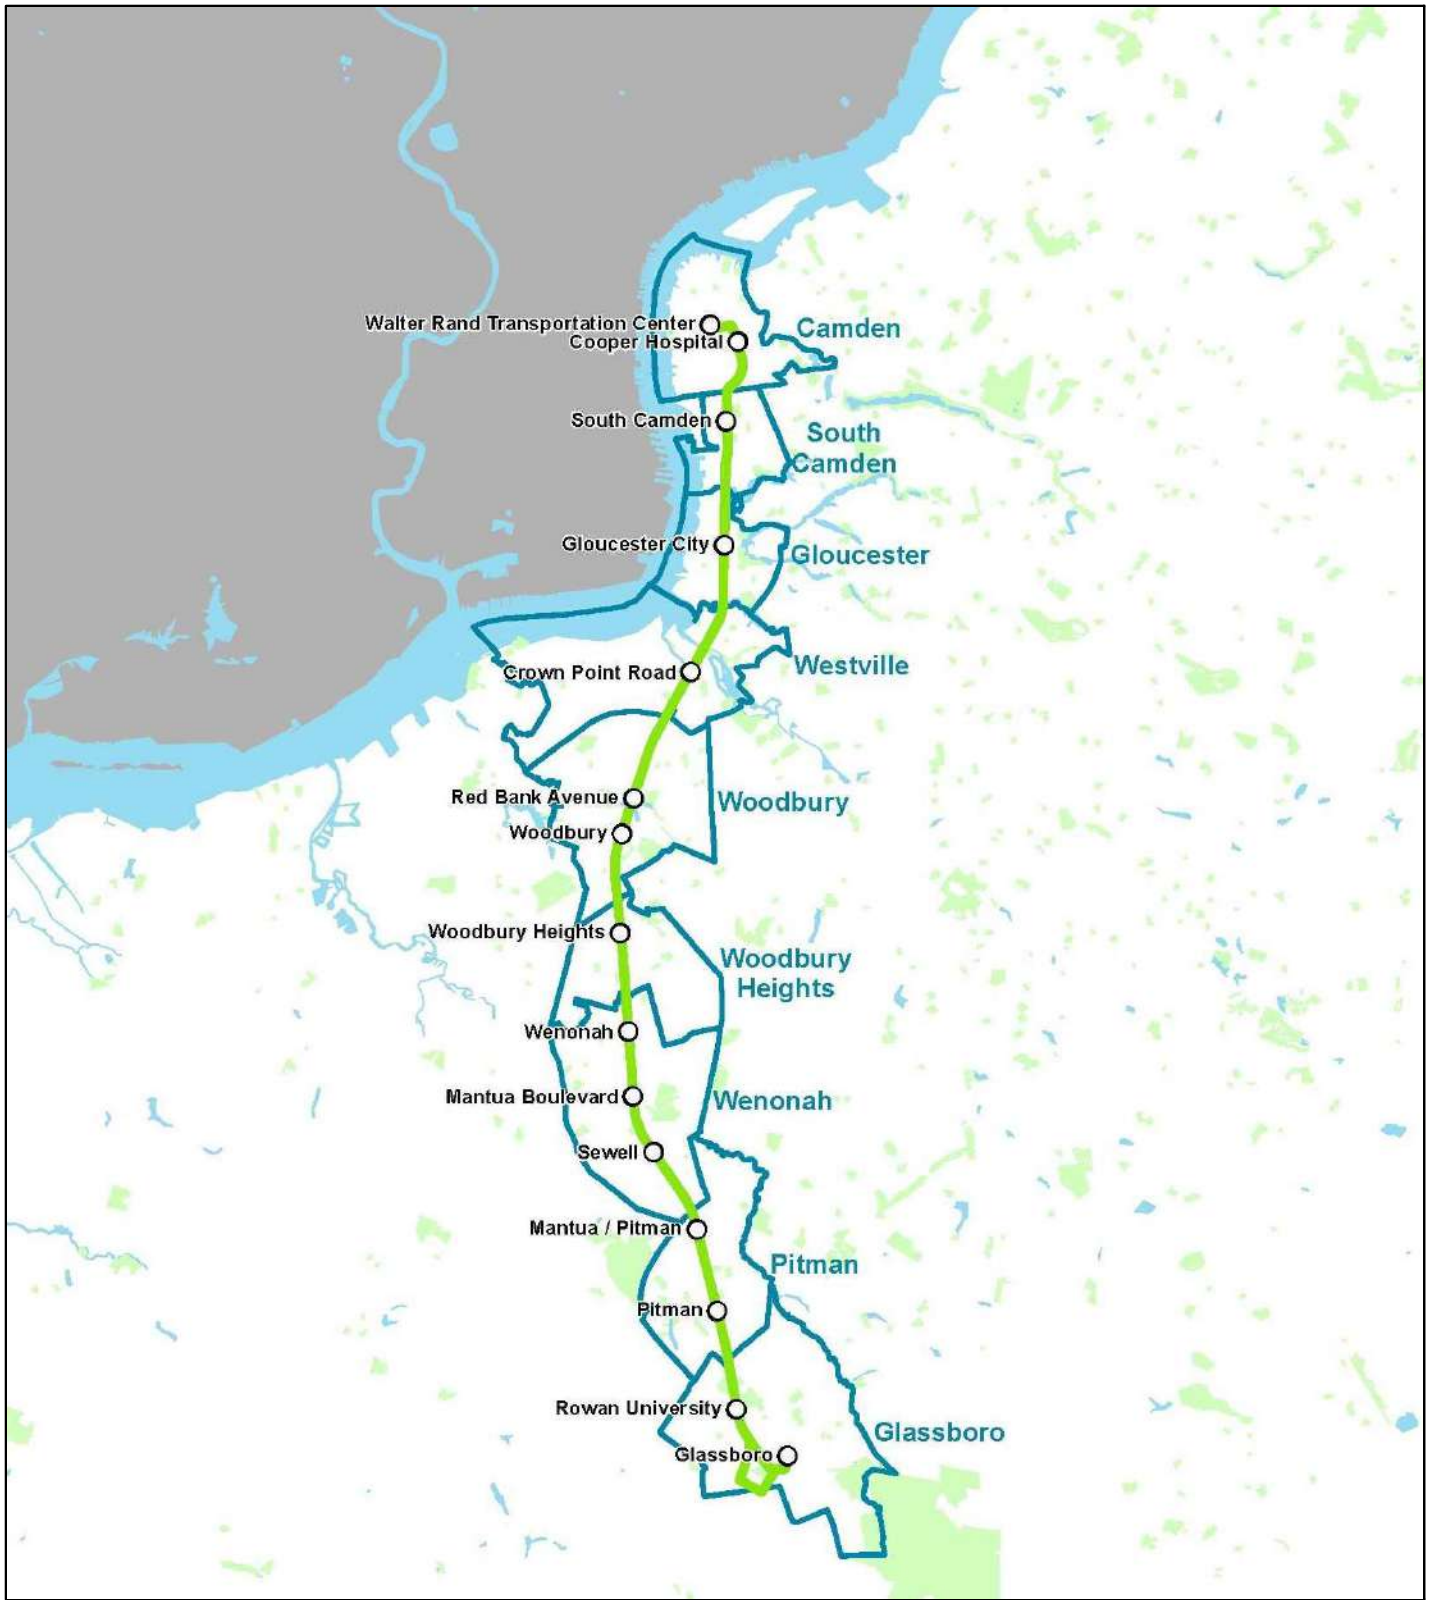 Walter Rand Transportation Center
Camden
Cooper Hospital
South Camden
South
Camden
Gloucester City
Gloucester
Crown Point Road
Westville
Red Bank Avenue
Woodbury
Woodbury
Woodbury Heights
Woodbury
Heights
Wenonah
Mantua Boulevard
Wenonah
Sewell
Mantua / Pitman
Pitman
Pitman
Rowan University
Glassboro
Glassboro